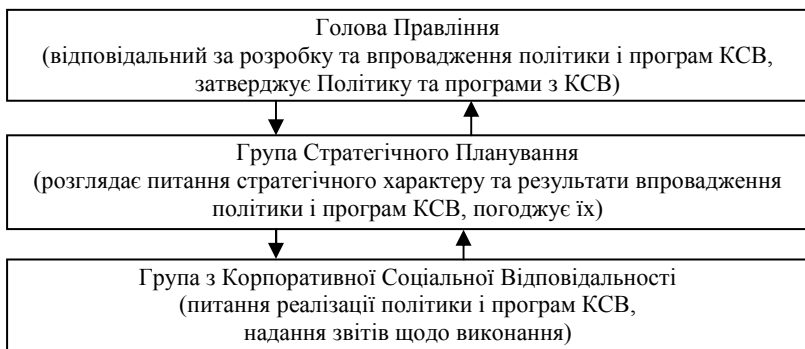 Голова Правління
(відповідальний за розробку та впровадження політики і програм КСВ,
затверджує Політику та програми з КСВ)
Група Стратегічного Планування
(розглядає питання стратегічного характеру та результати впровадження
політики і програм КСВ, погоджує їх)
Група з Корпоративної Соціальної Відповідальності
(питання реалізації політики і програм КСВ,
надання звітів щодо виконання)